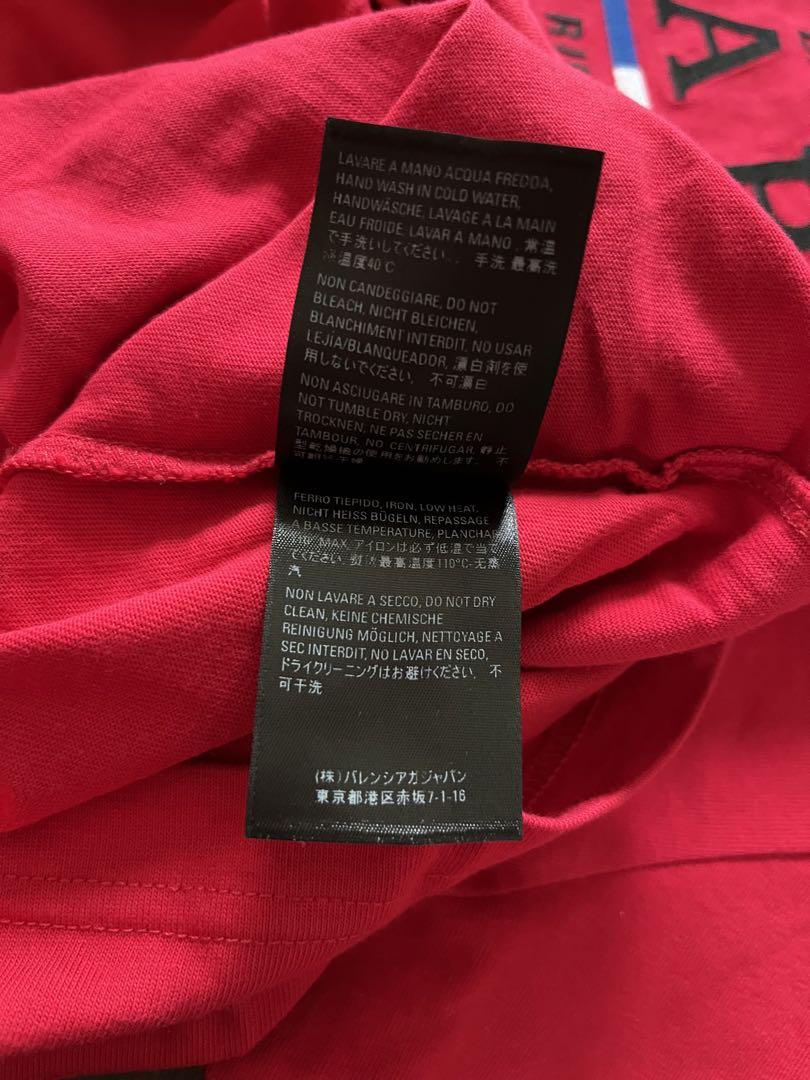 A
P
LAVARE A MANO ACQUA FREDDA,
HAND WASH IN COLD WATER,
HANDWÄSCHE, LAVAGE A LA MAIN
EAU FROIDE, LAVAR A MANO . 常温
で手洗いしてください.. 手洗 最高洗
温度40℃
NON CANDEGGIARE, DO NOT
BLEACH, NICHT BLEICHEN,
BLANCHIMENT INTERDIT, NO USAR
LEJÍA/BLANQUEADOR, 漂白剤を使
用しないでください. 不可漂白
NON ASCIUGARE IN TAMBURO, DO
NOT TUMBLE DRY, NICHT
TROCKNEN. NE PAS SECHER EN
TAMBOUR, NO CENTRIFUGAR, 静止
型乾燥機の使用をお勧めします. 不
FERRO TIEPIDO, IRON, LOW HEAT,
NICHT HEISS BÜGELN, REPASSAGE
A BASSE TEMPERATURE, PLANCHAR
MAX, アイロンは必ず低温で当て
てください. 最高温度110°C-无蒸
汽
NON LAVARE A SECCO, DO NOT DRY
CLEAN, KEINE CHEMISCHE
REINIGUNG MÖGLICH, NETTOYAGE A
SEC INTERDIT, NO LAVAR EN SECO,
ドライクリーニングはお避けください. 不
可干洗
(株)バレンシアガジャパン
東京都港区赤坂7-1-16